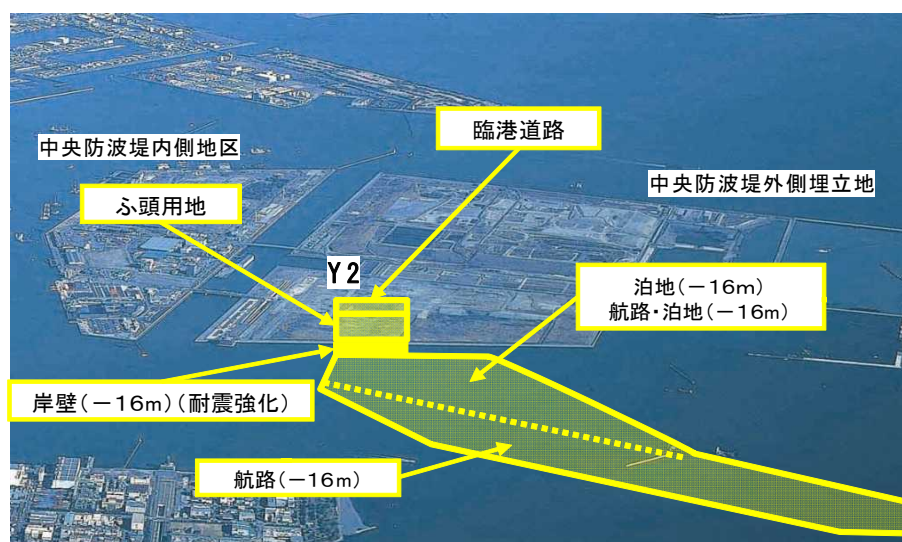 臨港道路
中央防波堤内側地区
中央防波堤外側埋立地
ふ頭用地
Y2
泊地(-16m)
航路・泊地(-16m)
岸壁(-16m)(耐震強化)
航路(-16m)